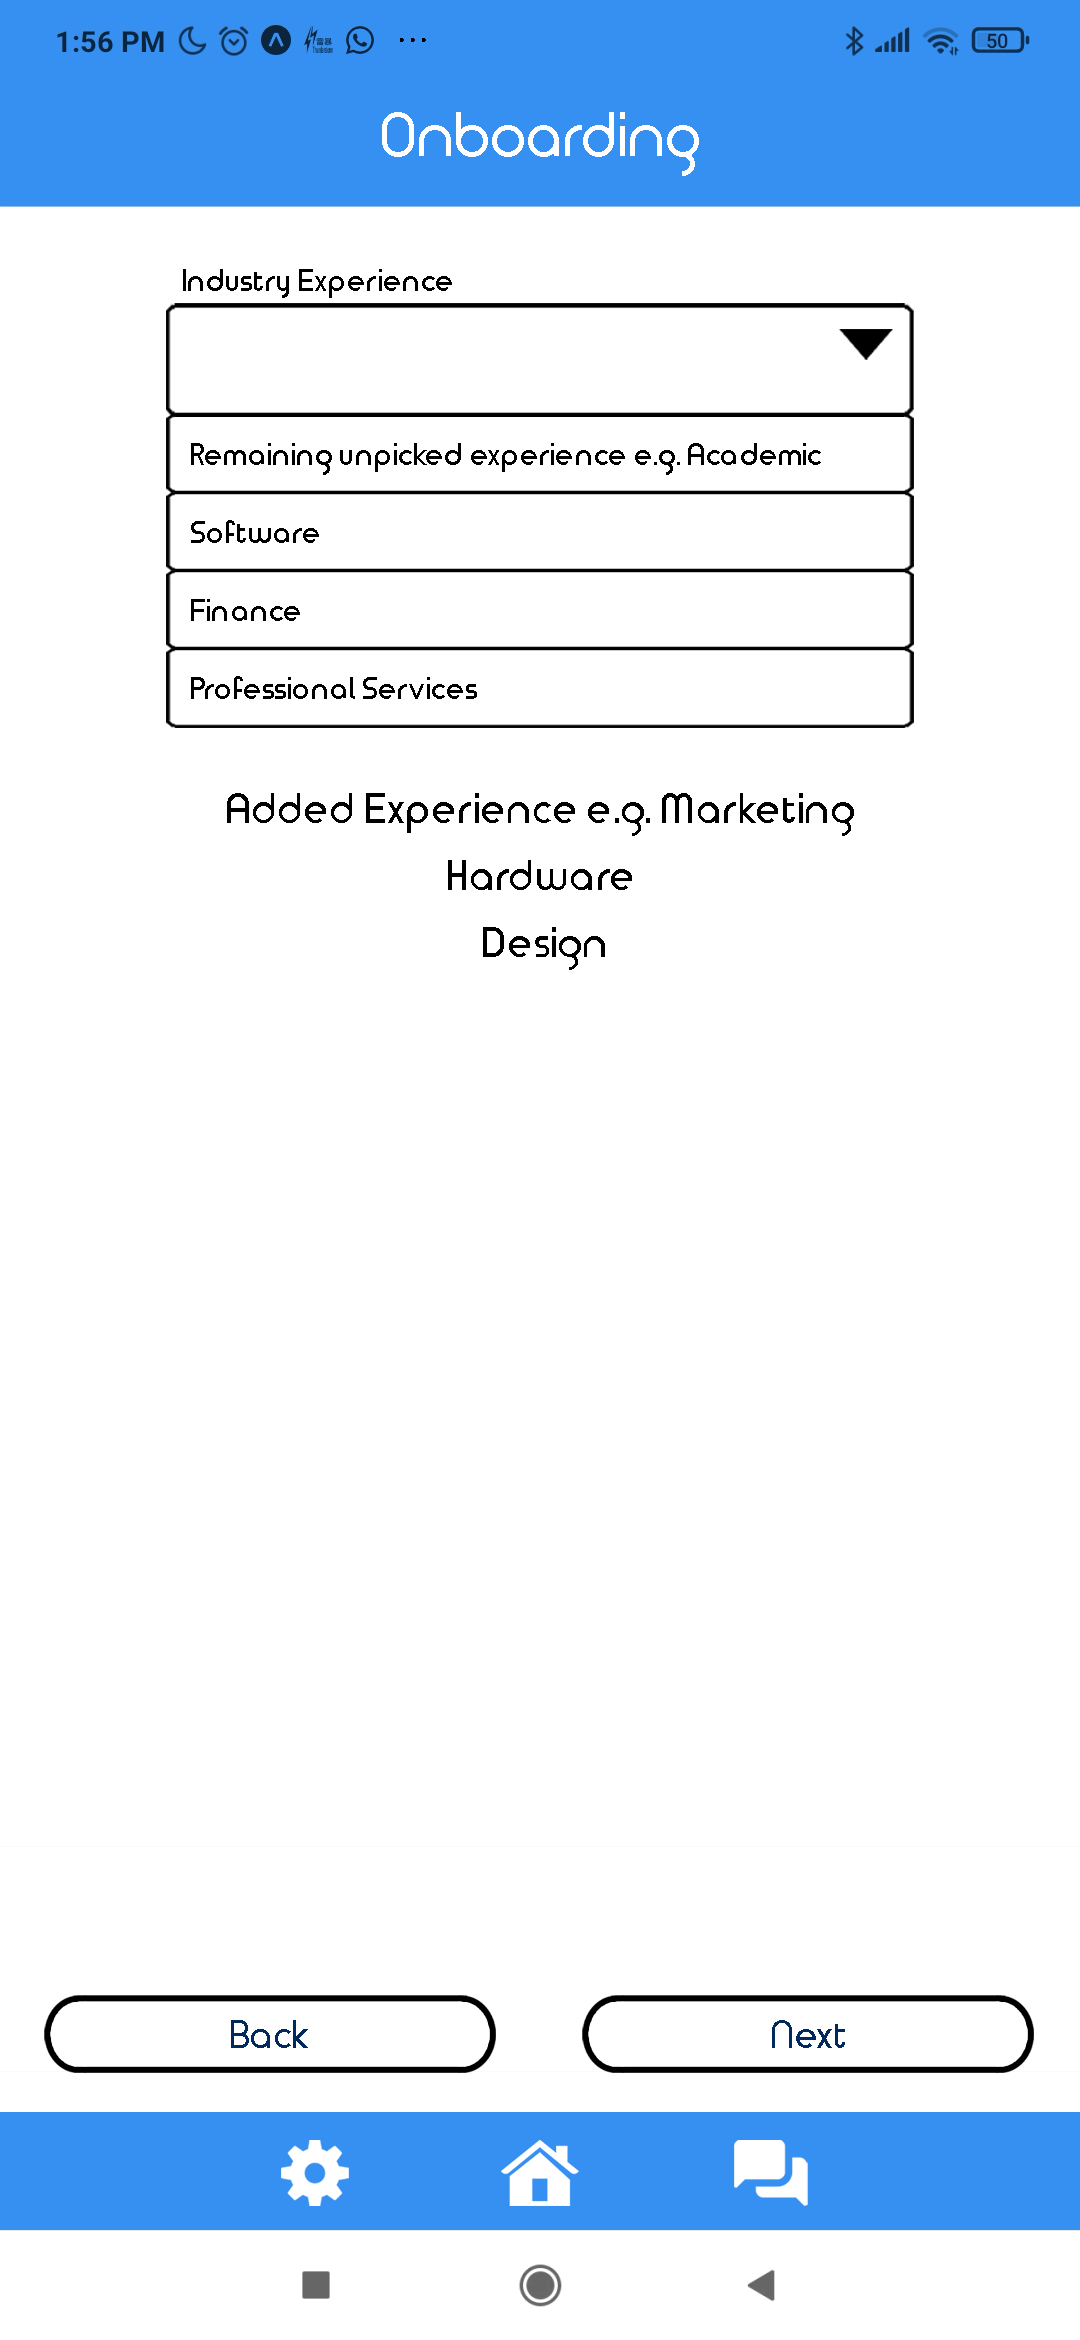 1:56 PM
50
Onboarding
Industry Experience
Remaining unpicked experience e.g. Academic
Software
Finance
Professional Services
Added Experience e.g. Marketing
Hardware
Design
Back
Next